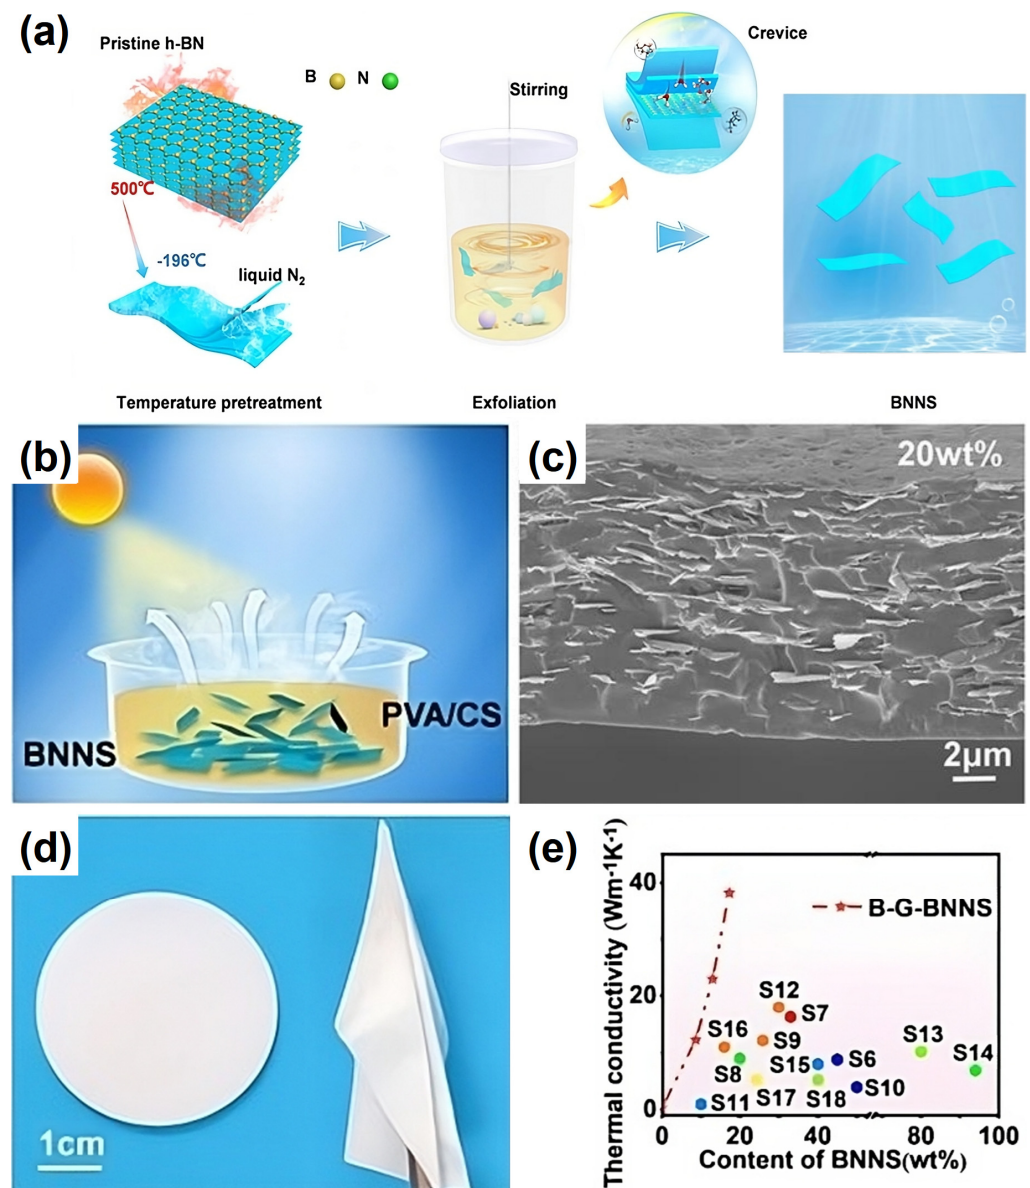 (a)
Pristine h-BN
B N
500℃
-196℃
liquid N2
Stirring
Crevice
Temperature pretreatment
Exfoliation
BNNS
(b)
BNNS
PVA/CS
(c)
20wt%
2μm
(d)
1cm
(e)
Thermal conductivity (Wm-1K-1)
40
20
0
B-G-BNNS
S12
S7
S16
S9
S8
S15
S6
S13
S14
S11
S17
S18
S10
0 20 40 60 80 100
Content of BNNS(wt%)